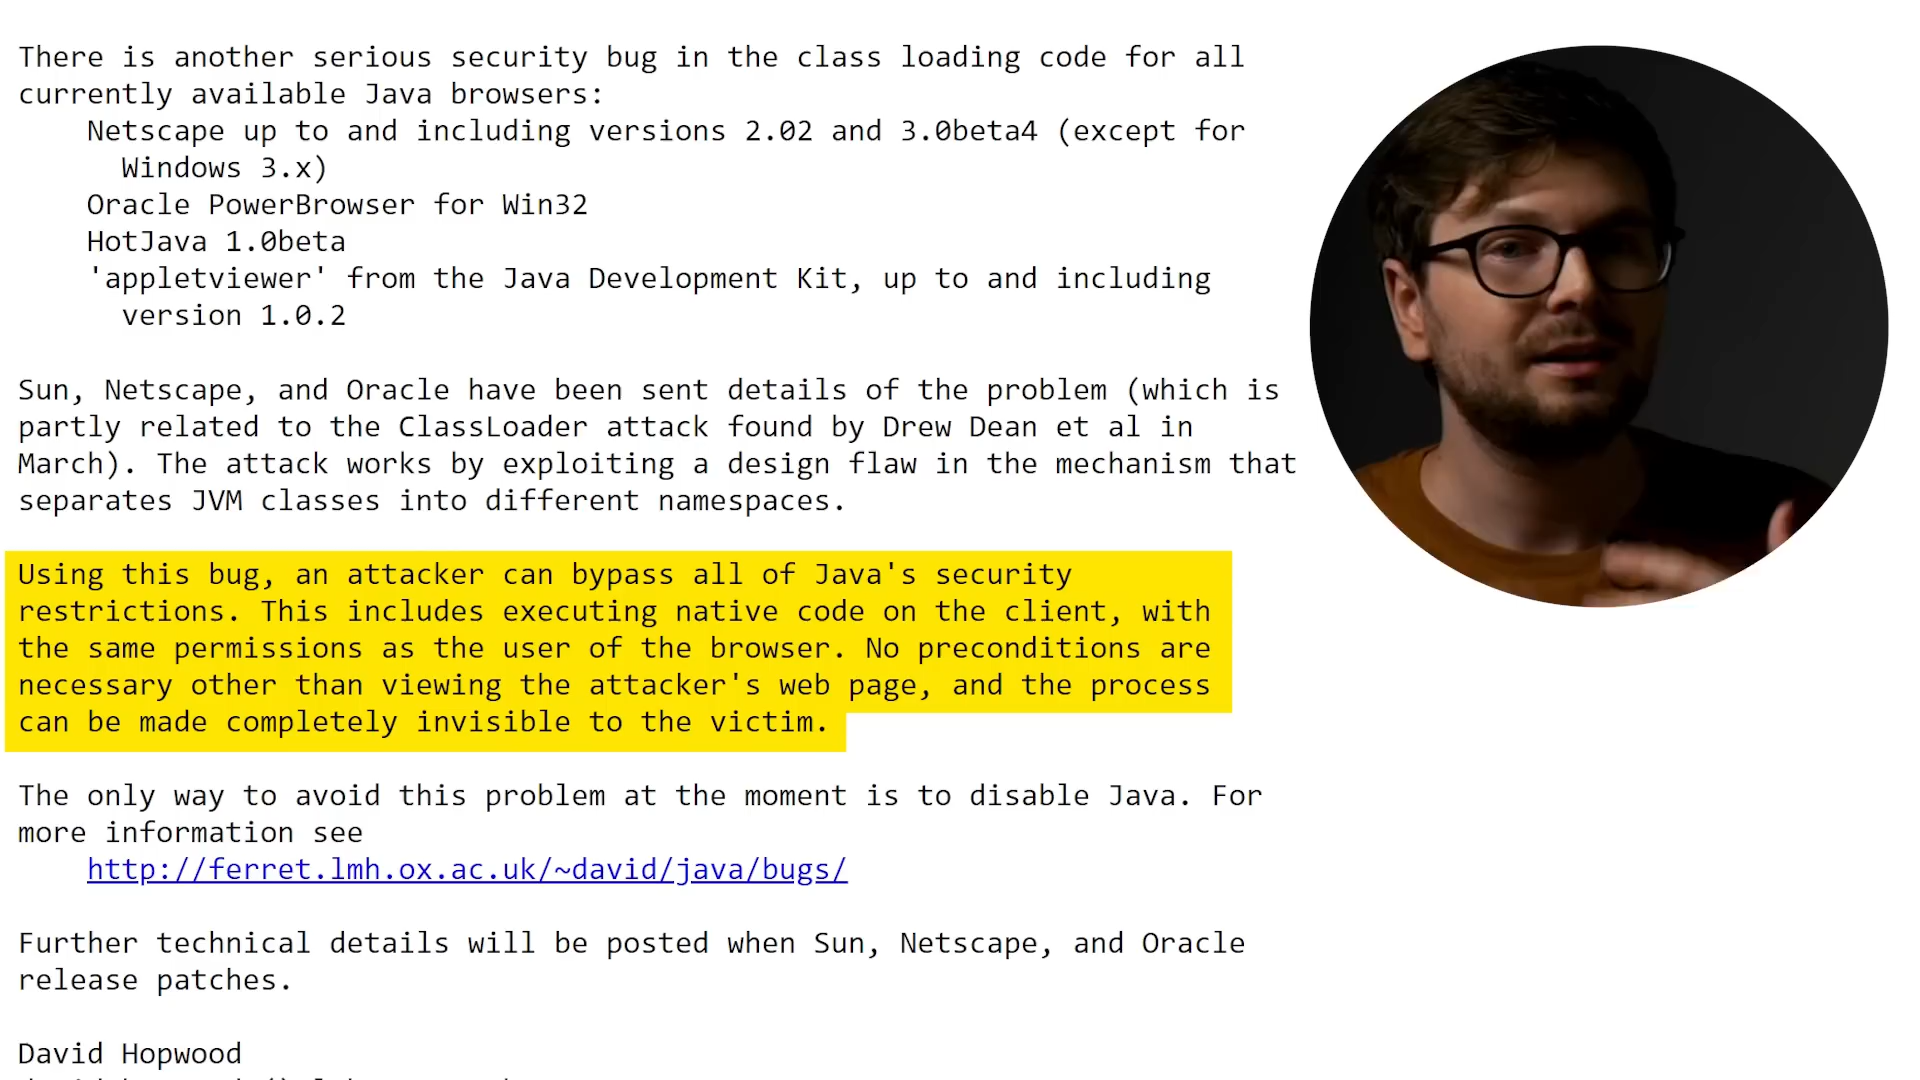 There is another serious security bug in the class loading code for all
currently available Java browsers:
Netscape up to and including versions 2.02 and 3.0beta4 (except for
Windows 3.x)
Oracle PowerBrowser for Win32
HotJava 1.0beta
'appletviewer' from the Java Development Kit, up to and including
version 1.0.2
Sun, Netscape, and Oracle have been sent details of the problem (which is
partly related to the ClassLoader attack found by Drew Dean et al in
March). The attack works by exploiting a design flaw in the mechanism that
separates JVM classes into different namespaces.
Using this bug, an attacker can bypass all of Java's security
restrictions. This includes executing native code on the client, with
the same permissions as the user of the browser. No preconditions are
necessary other than viewing the attacker's web page, and the process
can be made completely invisible to the victim.
The only way to avoid this problem at the moment is to disable Java. For
more information see
http://ferret.lmh.ox.ac.uk/~david/java/bugs/
Further technical details will be posted when Sun, Netscape, and Oracle
release patches.
David Hopwood